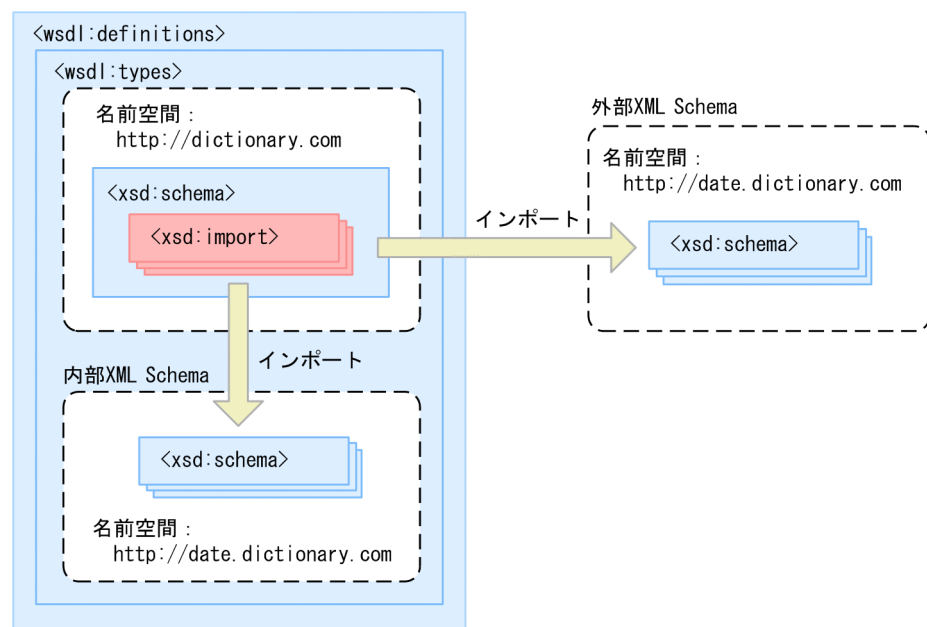 <wsdl:definitions>
<wsdl:types>
名前空間：
http://dictionary.com
<xsd:schema>
<xsd:import>
インポート
外部XML Schema
名前空間：
http://date.dictionary.com
<xsd:schema>
インポート
内部XML Schema
<xsd:schema>
名前空間：
http://date.dictionary.com